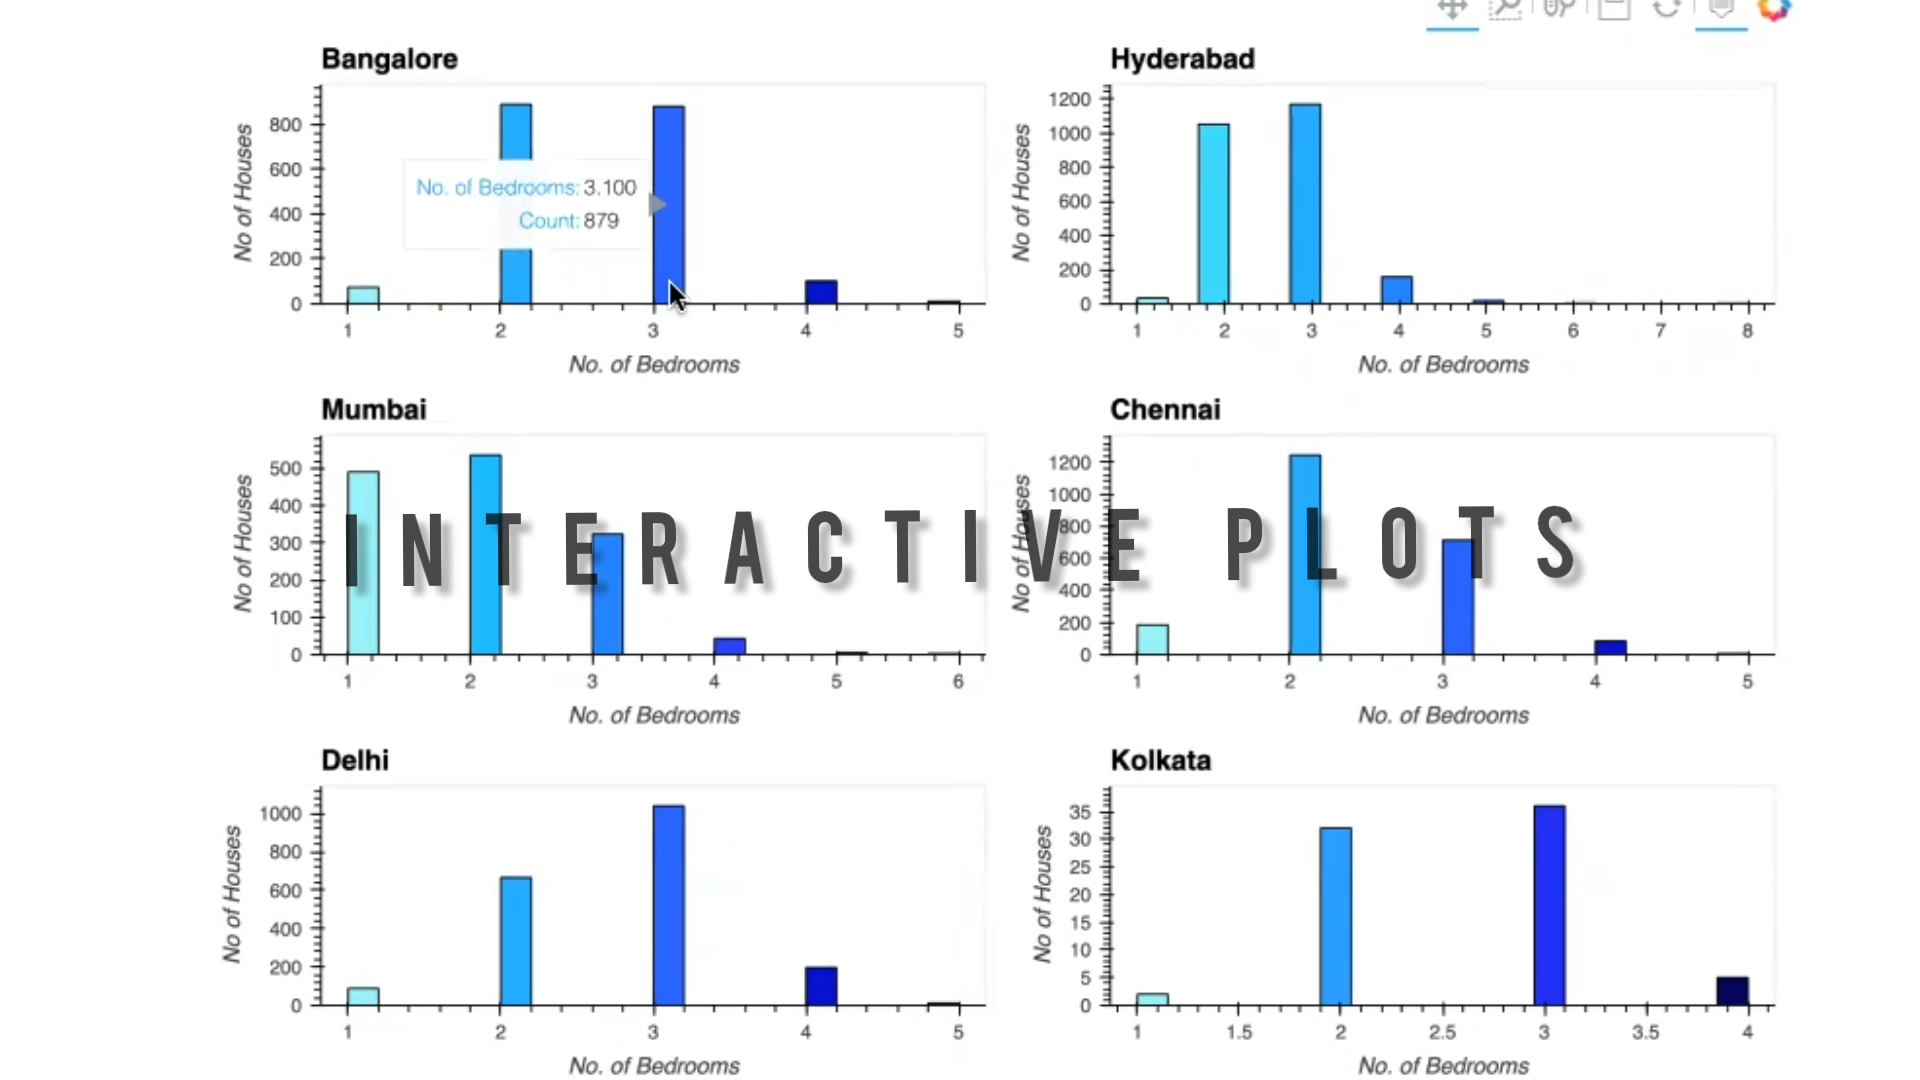 Bangalore
No of Houses
800
600
400
200
0
No. of Bedrooms: 3.100
Count: 879
1 2 3 4 5
No. of Bedrooms
Hyderabad
No of Houses
1200
1000
800
600
400
200
0
1 2 3 4 5 6 7 8
No. of Bedrooms
Mumbai
No of Houses
500
400
300
200
100
0
1 2 3 4 5 6
No. of Bedrooms
Chennai
No of Houses
1200
1000
800
600
400
200
0
1 2 3 4 5
No. of Bedrooms
INTERACTIVE PLOTS
Delhi
No of Houses
1000
800
600
400
200
0
1 2 3 4 5
No. of Bedrooms
Kolkata
No of Houses
35
30
25
20
15
10
5
0
1 1.5 2 2.5 3 3.5 4
No. of Bedrooms